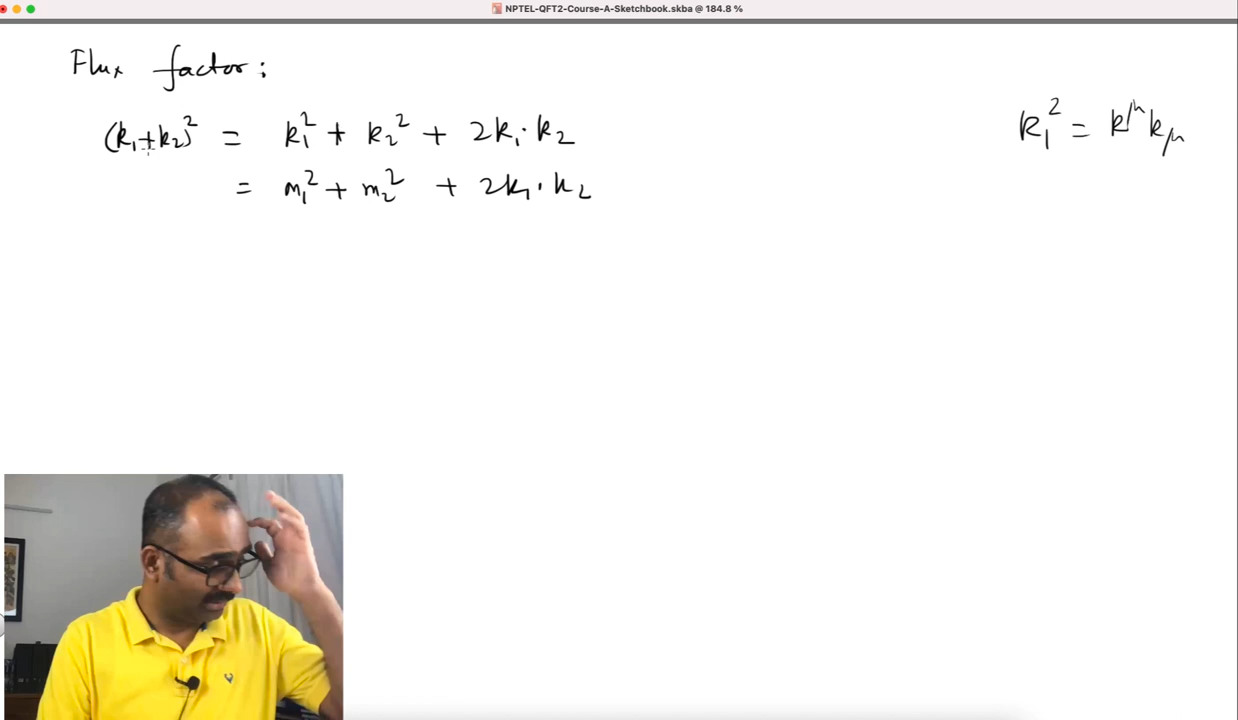 NPTEL-QFT2-Course-A-Sketchbook.skba @ 184.8 %
Flux factor:
(k₁+k₂)² = k₁² + k₂² + 2k₁·k₂
= m₁² + m₂² + 2k₁·k₂
k₁² = k^μ k_μ